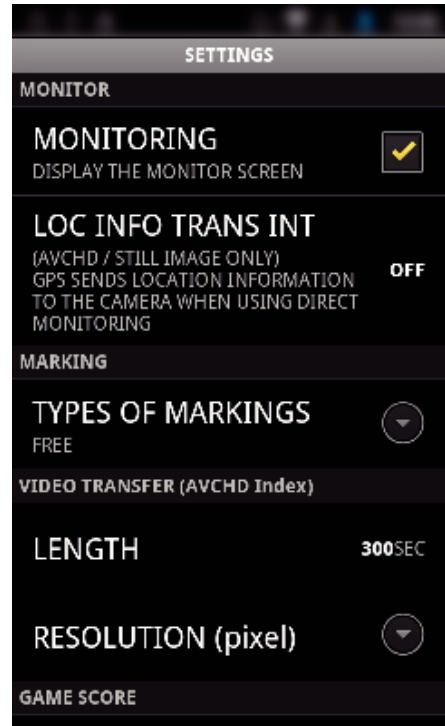 SETTINGS
MONITOR
MONITORING
DISPLAY THE MONITOR SCREEN
LOC INFO TRANS INT
(AVCHD / STILL IMAGE ONLY)
GPS SENDS LOCATION INFORMATION
TO THE CAMERA WHEN USING DIRECT
MONITORING
OFF
MARKING
TYPES OF MARKINGS
FREE
VIDEO TRANSFER (AVCHD Index)
LENGTH 300SEC
RESOLUTION (pixel)
GAME SCORE